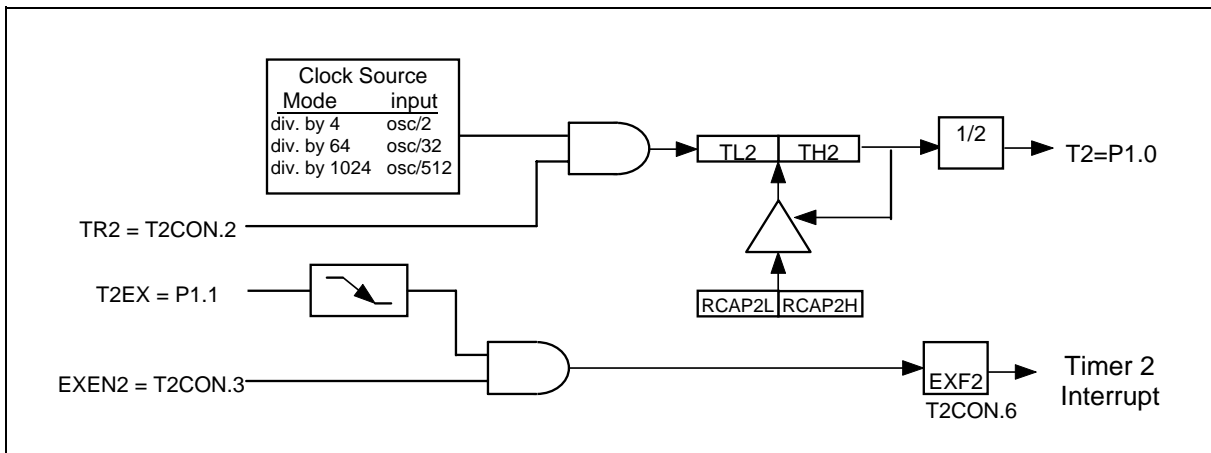 Clock Source
Mode input
div. by 4 osc/2
div. by 64 osc/32
div. by 1024 osc/512
TL2 TH2
1/2
T2=P1.0
TR2 = T2CON.2
T2EX = P1.1
RCAP2L RCAP2H
EXEN2 = T2CON.3
EXF2
T2CON.6
Timer 2
Interrupt